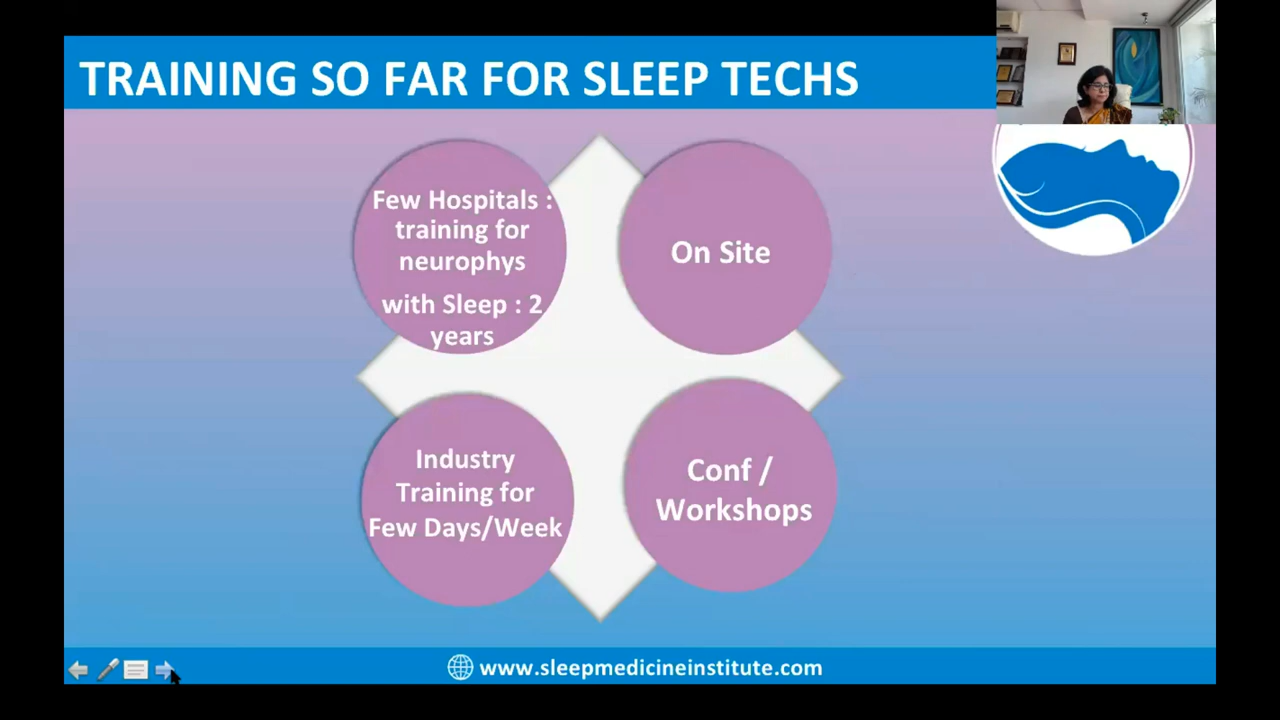 TRAINING SO FAR FOR SLEEP TECHS
Few Hospitals :
training for
neurophys
with Sleep : 2
years
On Site
Industry
Training for
Few Days/Week
Conf /
Workshops
www.sleepmedicineinstitute.com